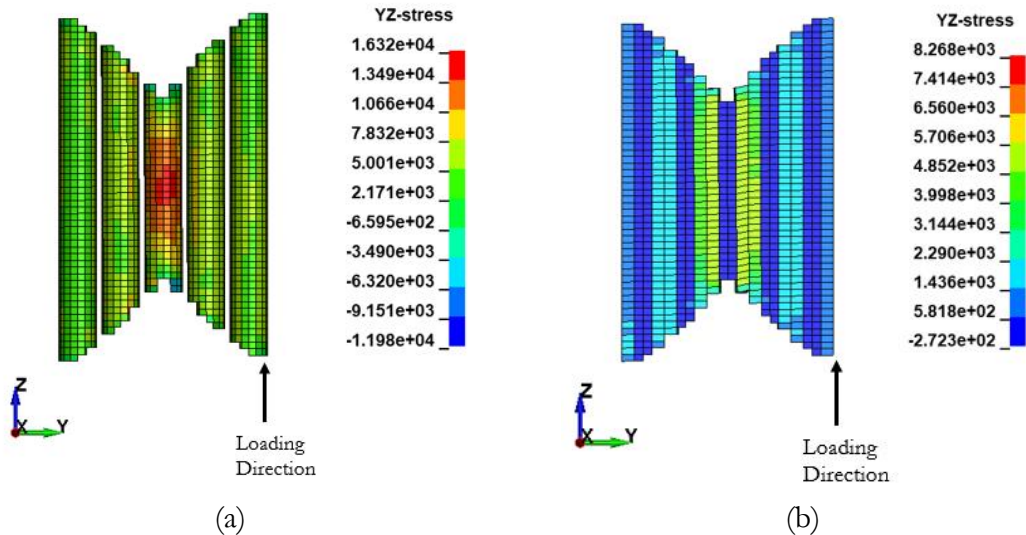 YZ-stress
1.632e+04
1.349e+04
1.066e+04
7.832e+03
5.001e+03
2.171e+03
-6.595e+02
-3.490e+03
-6.320e+03
-9.151e+03
-1.198e+04
Z
X
Y
Loading
Direction
(a)
YZ-stress
8.268e+03
7.414e+03
6.560e+03
5.706e+03
4.852e+03
3.998e+03
3.144e+03
2.290e+03
1.436e+03
5.818e+02
-2.723e+02
Z
X
Y
Loading
Direction
(b)